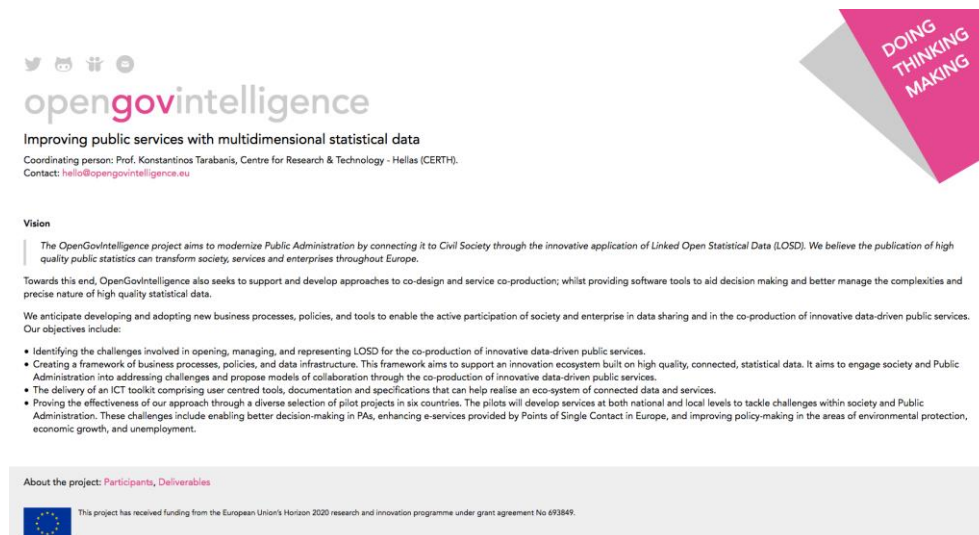 DOING
THINKING
MAKING
opengovintelligence
Improving public services with multidimensional statistical data
Coordinating person: Prof. Konstantinos Tarabanis, Centre for Research & Technology - Hellas (CERTH).
Contact: hello@opengovintelligence.eu
Vision
The OpenGovIntelligence project aims to modernize Public Administration by connecting it to Civil Society through the innovative application of Linked Open Statistical Data (LOSD). We believe the publication of high
quality public statistics can transform society, services and enterprises throughout Europe.
Towards this end, OpenGovIntelligence also seeks to support and develop approaches to co-design and service co-production; whilst providing software tools to aid decision making and better manage the complexities and
precise nature of high quality statistical data.
We anticipate developing and adopting new business processes, policies, and tools to enable the active participation of society and enterprise in data sharing and in the co-production of innovative data-driven public services.
Our objectives include:
• Identifying the challenges involved in opening, managing, and representing LOSD for the co-production of innovative data-driven public services.
• Creating a framework of business processes, policies, and data infrastructure. This framework aims to support an innovation ecosystem built on high quality, connected, statistical data. It aims to engage society and Public
Administration into addressing challenges and propose models of collaboration through the co-production of innovative data-driven public services.
• The delivery of an ICT toolkit comprising user centred tools, documentation and specifications that can help realise an eco-system of connected data and services.
• Proving the effectiveness of our approach through a diverse selection of pilot projects in six countries. The pilots will develop services at both national and local levels to tackle challenges within society and Public
Administration. These challenges include enabling better decision-making in PAs, enhancing e-services provided by Points of Single Contact in Europe, and improving policy-making in the areas of environmental protection,
economic growth, and unemployment.
About the project: Participants, Deliverables
This project has received funding from the European Union's Horizon 2020 research and innovation programme under grant agreement No 693849.